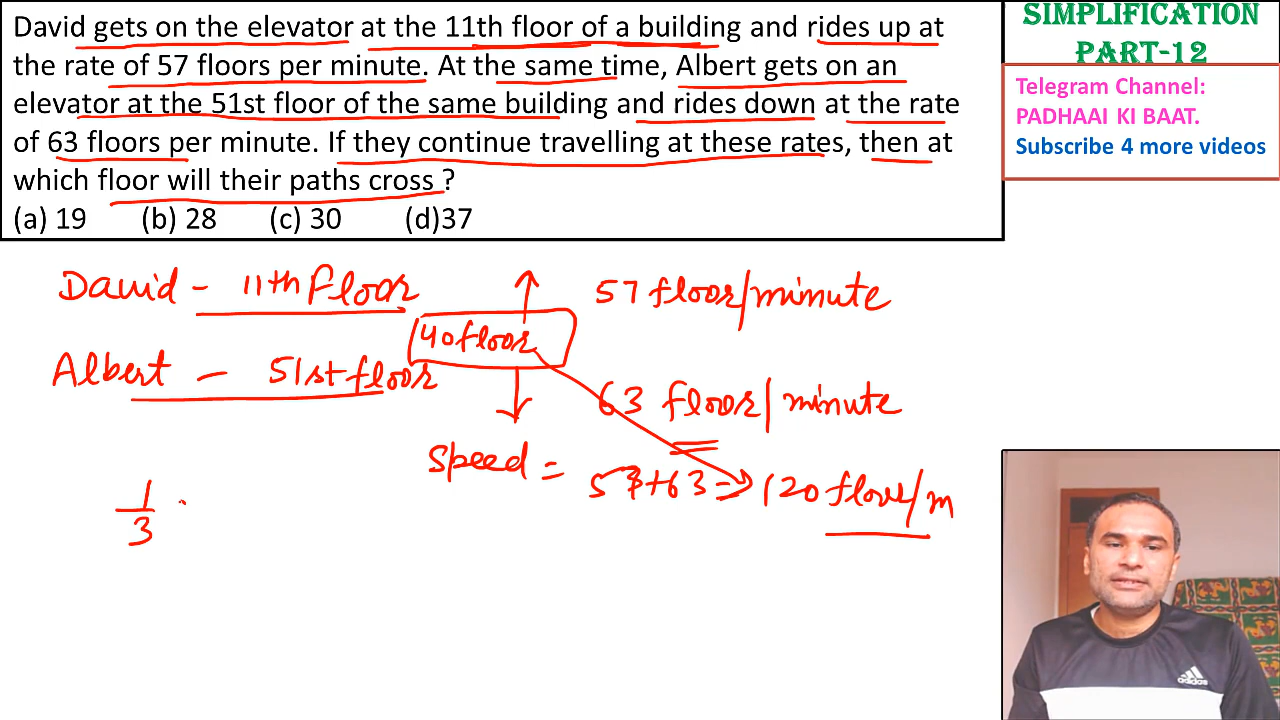 David gets on the elevator at the 11th floor of a building and rides up at
the rate of 57 floors per minute. At the same time, Albert gets on an
elevator at the 51st floor of the same building and rides down at the rate
of 63 floors per minute. If they continue travelling at these rates, then at
which floor will their paths cross ?
(a) 19 (b) 28 (c) 30 (d)37
SIMPLIFICATION
PART-12
Telegram Channel:
PADHAAI KI BAAT.
Subscribe 4 more videos
David - 11th Floor
57 floor/minute
40 floor
Albert - 51st floor
63 floor/minute
Speed = 57+63 = 120 floor/m
1/3
adidas